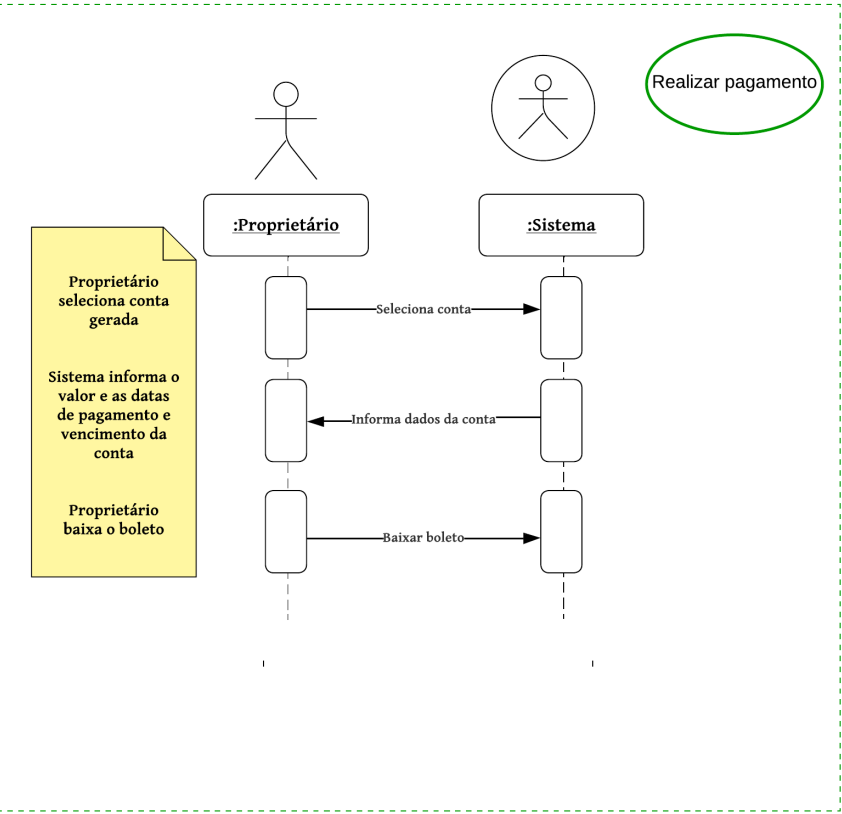 Realizar pagamento
:Proprietário
:Sistema
Proprietário
seleciona conta
gerada
Seleciona conta
Sistema informa o
valor e as datas
de pagamento e
vencimento da
conta
Informa dados da conta
Proprietário
baixa o boleto
Baixar boleto